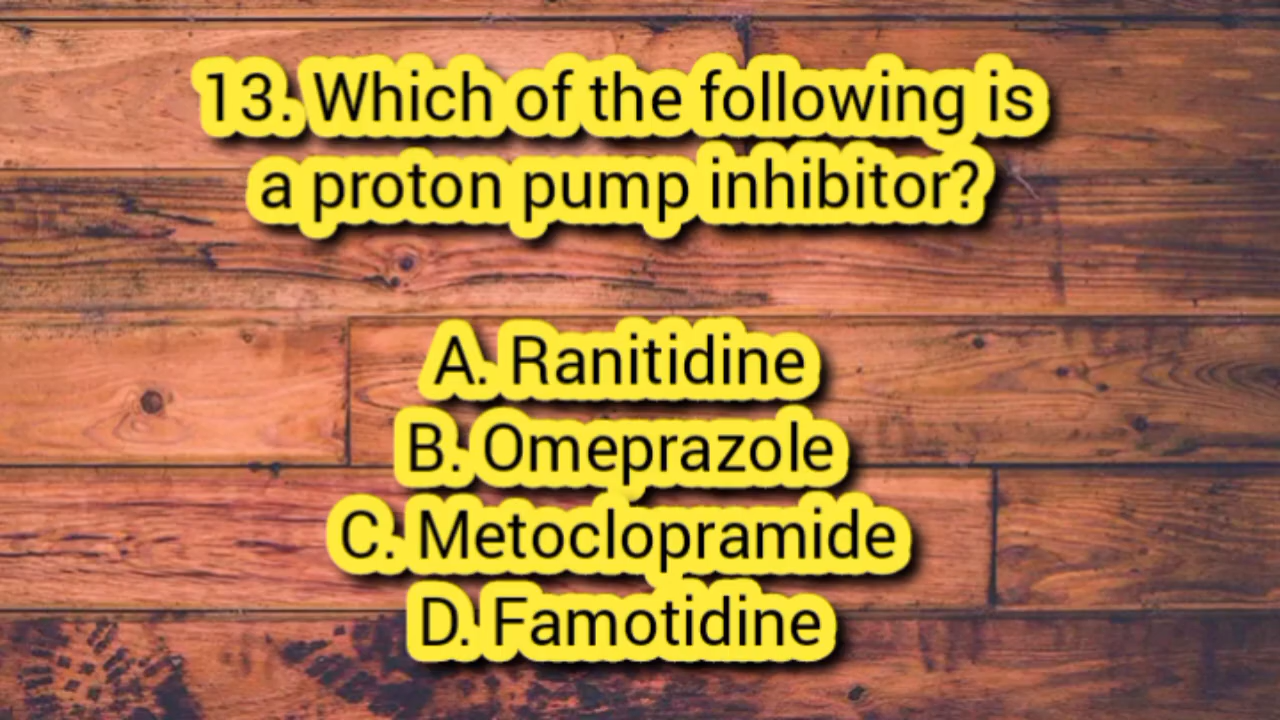 13. Which of the following is
a proton pump inhibitor?
A. Ranitidine
B. Omeprazole
C. Metoclopramide
D. Famotidine